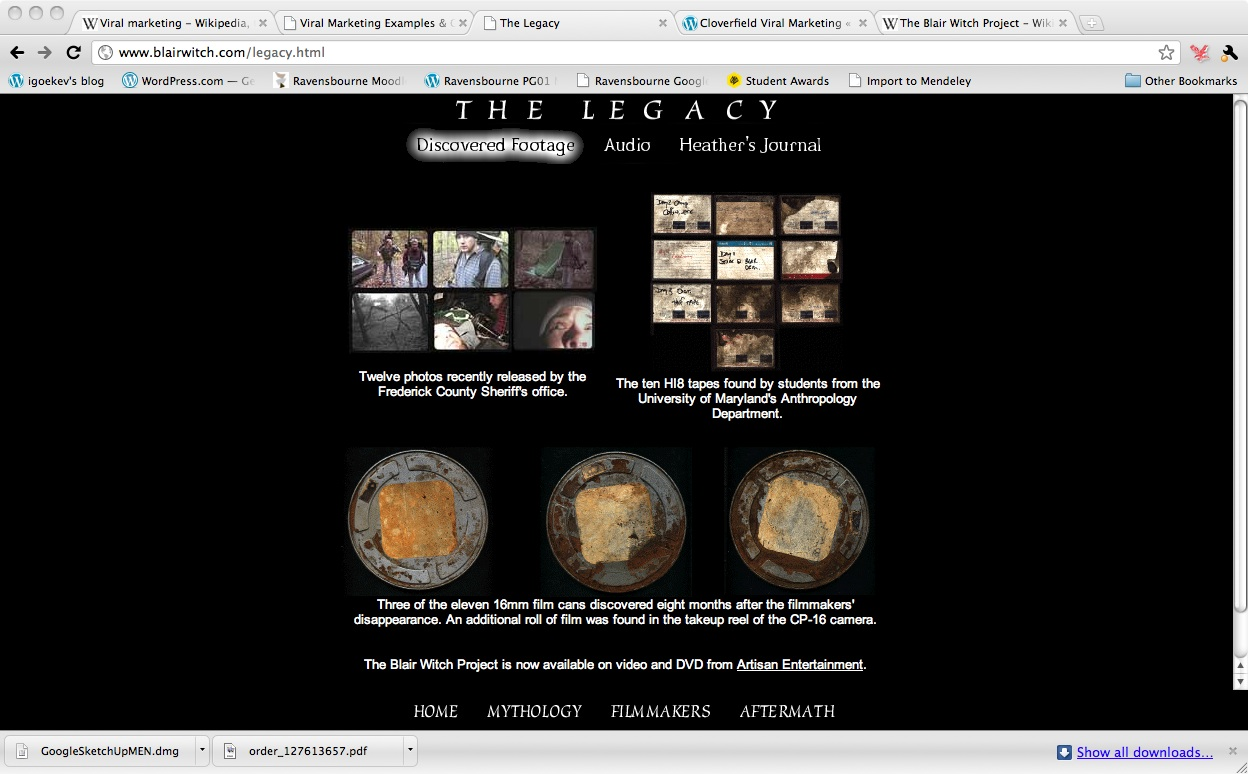 Viral marketing – Wikipedia,
Viral Marketing Examples &
The Legacy
Cloverfield Viral Marketing «
The Blair Witch Project – Wiki
www.blairwitch.com/legacy.html
igoekev's blog
WordPress.com — Ge
Ravensbourne Moodl
Ravensbourne PG01
Ravensbourne Googl
Student Awards
Import to Mendeley
Other Bookmarks
THE LEGACY
Discovered Footage Audio Heather's Journal
Twelve photos recently released by the
Frederick County Sheriff's office.
The ten HI8 tapes found by students from the
University of Maryland's Anthropology
Department.
Three of the eleven 16mm film cans discovered eight months after the filmmakers'
disappearance. An additional roll of film was found in the takeup reel of the CP-16 camera.
The Blair Witch Project is now available on video and DVD from Artisan Entertainment.
HOME MYTHOLOGY FILMMAKERS AFTERMATH
GoogleSketchUpMEN.dmg
order_127613657.pdf
Show all downloads...